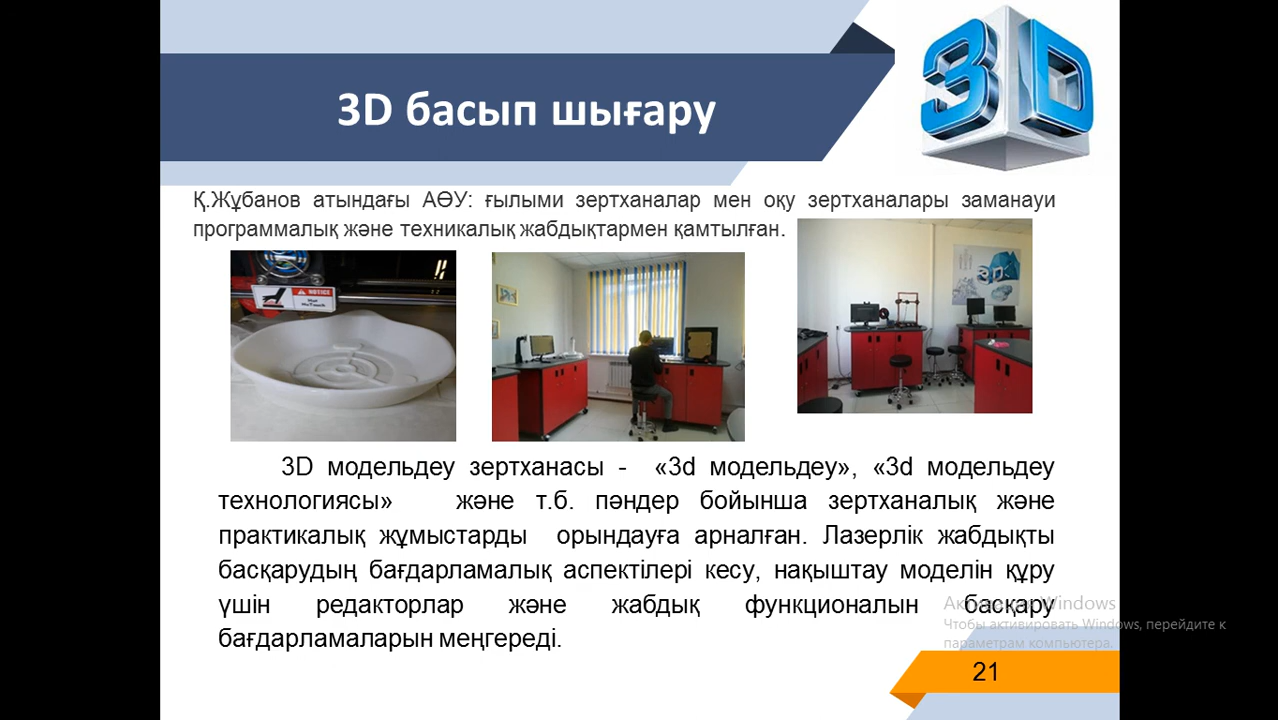 3D басып шығару
3D
Қ.Жұбанов атындағы АӨУ: ғылыми зертханалар мен оқу зертханалары заманауи
программалық және техникалық жабдықтармен қамтылған.
NOTICE
3D модельдеу зертханасы - «3d модельдеу», «3d модельдеу
технологиясы» және т.б. пәндер бойынша зертханалық және
практикалық жұмыстарды орындауға арналған. Лазерлік жабдықты
басқарудың бағдарламалық аспектілері кесу, нақыштау моделін құру
үшін редакторлар және жабдық функционалын басқару
бағдарламаларын меңгереді.
Активация Windows
Чтобы активировать Windows, перейдите к
параметрам компьютера.
21